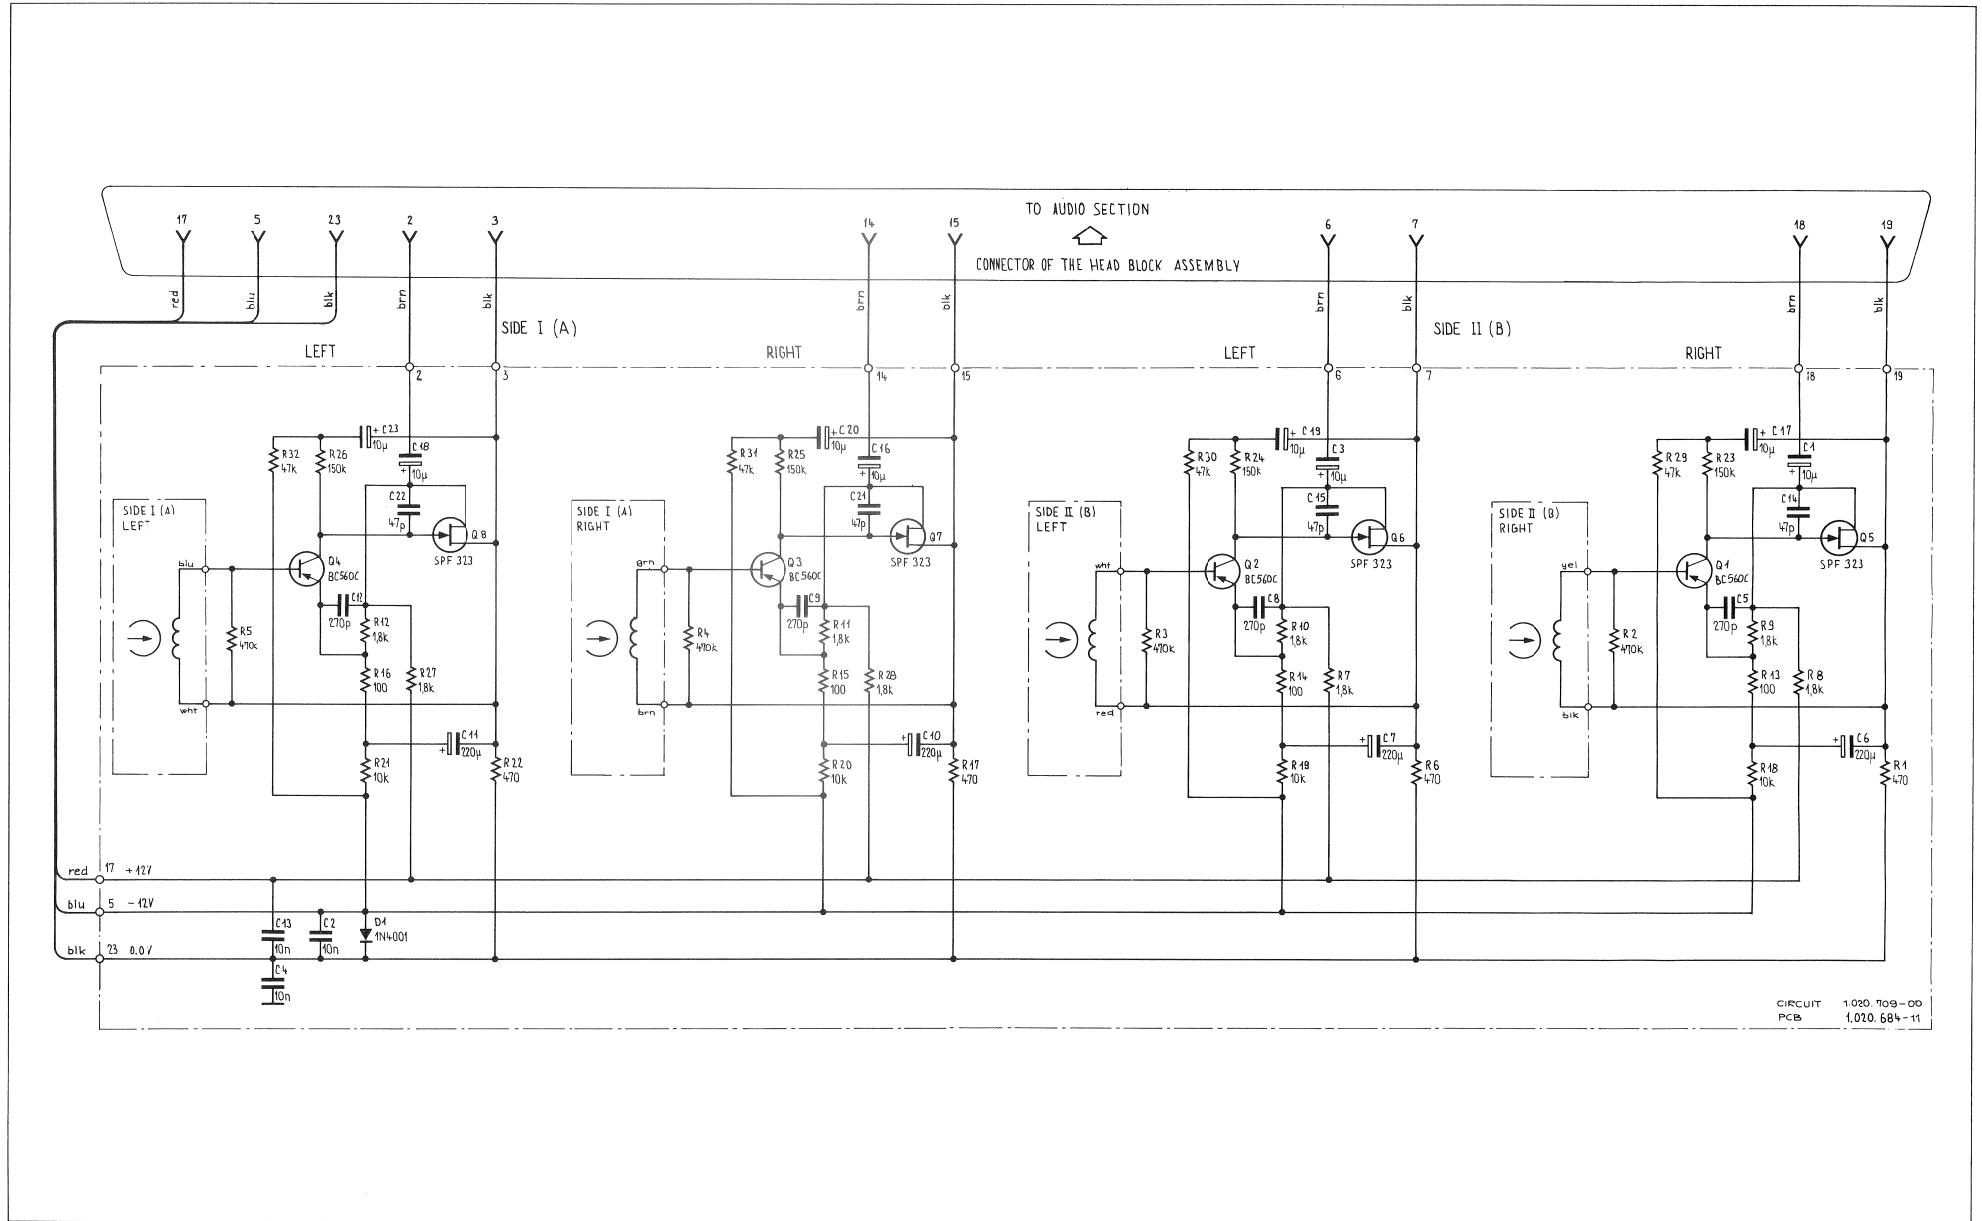 TO AUDIO SECTION
17 5 23 2 3 14 15 6 7 18 19
CONNECTOR OF THE HEAD BLOCK ASSEMBLY
red blu blk brn blk brn blk brn blk brn blk
SIDE I (A) SIDE II (B)
LEFT RIGHT LEFT RIGHT
2 3 14 15 6 7 18 19
R32
47k
R26
150k
+ C23
10µ
C18
+ 10µ
C22
47p
Q8
SPF 323
SIDE I (A)
LEFT
blu
wht
Q4
BC560C
R5
470k
C12
270p
R12
1,8k
R16
100
R27
1,8k
C11
+ 220µ
R21
10k
R22
470
R31
47k
R25
150k
+ C20
10µ
C16
+ 10µ
C21
47p
Q7
SPF 323
SIDE I (A)
RIGHT
grn
brn
Q3
BC560C
R4
470k
C9
270p
R11
1,8k
R15
100
R28
1,8k
C10
+ 220µ
R20
10k
R17
470
R30
47k
R24
150k
+ C19
10µ
C3
+ 10µ
C15
47p
Q6
SPF 323
SIDE II (B)
LEFT
wht
red
Q2
BC560C
R3
470k
C8
270p
R10
1,8k
R14
100
R7
1,8k
C7
+ 220µ
R19
10k
R6
470
R29
47k
R23
150k
+ C17
10µ
C1
+ 10µ
C14
47p
Q5
SPF 323
SIDE II (B)
RIGHT
yel
blk
Q1
BC560C
R2
470k
C5
270p
R9
1,8k
R13
100
R8
1,8k
C6
+ 220µ
R18
10k
R1
470
red 17 +12V
blu 5 -12V
blk 23 0.0V
C13
10n
C2
10n
D1
1N4001
C4
10n
CIRCUIT 1.020.709-00
PCB 1.020.684-11